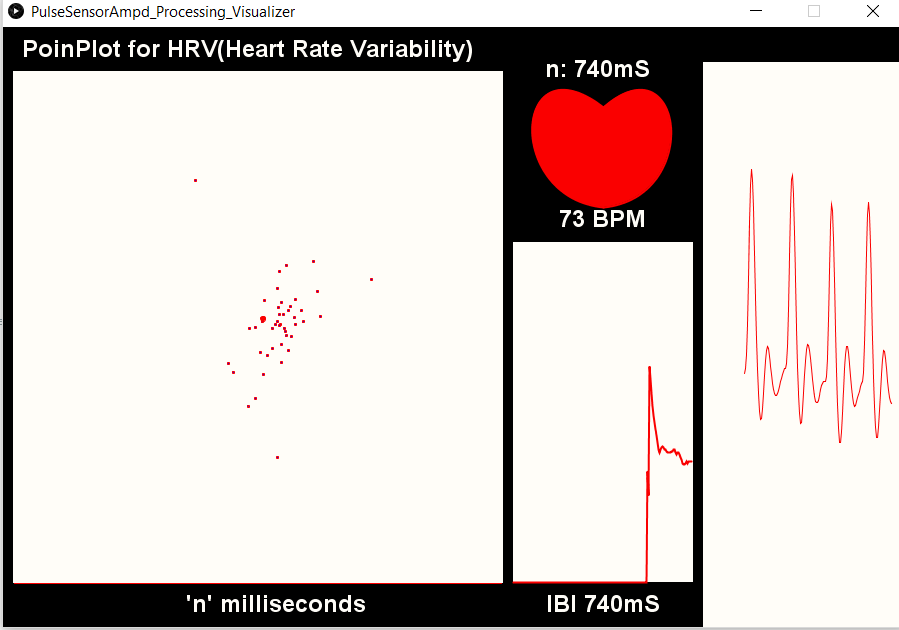 PulseSensorAmpd_Processing_Visualizer
PoinPlot for HRV(Heart Rate Variability)
n: 740mS
73 BPM
'n' milliseconds
IBI 740mS